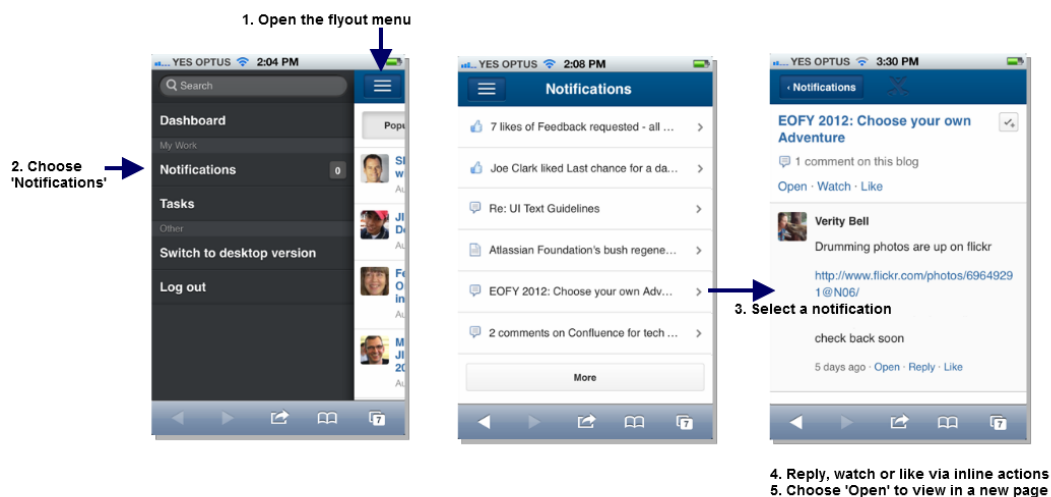 1. Open the flyout menu
2. Choose
'Notifications'
YES OPTUS 2:04 PM
Search
Dashboard
My Work
Notifications 0
Tasks
Other
Switch to desktop version
Log out
7
YES OPTUS 2:08 PM
Notifications
7 likes of Feedback requested - all ...
Joe Clark liked Last chance for a da...
Re: UI Text Guidelines
Atlassian Foundation's bush regene...
EOFY 2012: Choose your own Adv...
2 comments on Confluence for tech ...
More
7
3. Select a notification
YES OPTUS 3:30 PM
‹ Notifications
EOFY 2012: Choose your own
Adventure
1 comment on this blog
Open · Watch · Like
Verity Bell
Drumming photos are up on flickr
http://www.flickr.com/photos/6964929
1@N06/
check back soon
5 days ago · Open · Reply · Like
7
4. Reply, watch or like via inline actions
5. Choose 'Open' to view in a new page